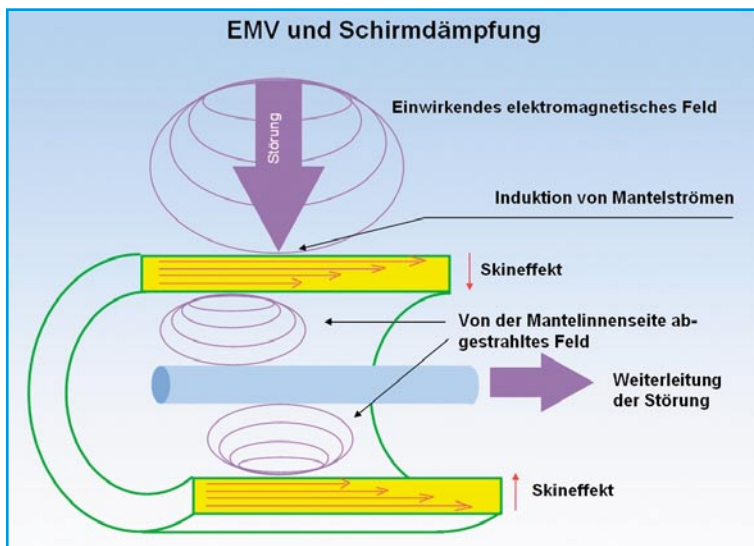 EMV und Schirmdämpfung
Einwirkendes elektromagnetisches Feld
Störung
Induktion von Mantelströmen
Skineffekt
Von der Mantelinnenseite ab-
gestrahltes Feld
Weiterleitung
der Störung
Skineffekt